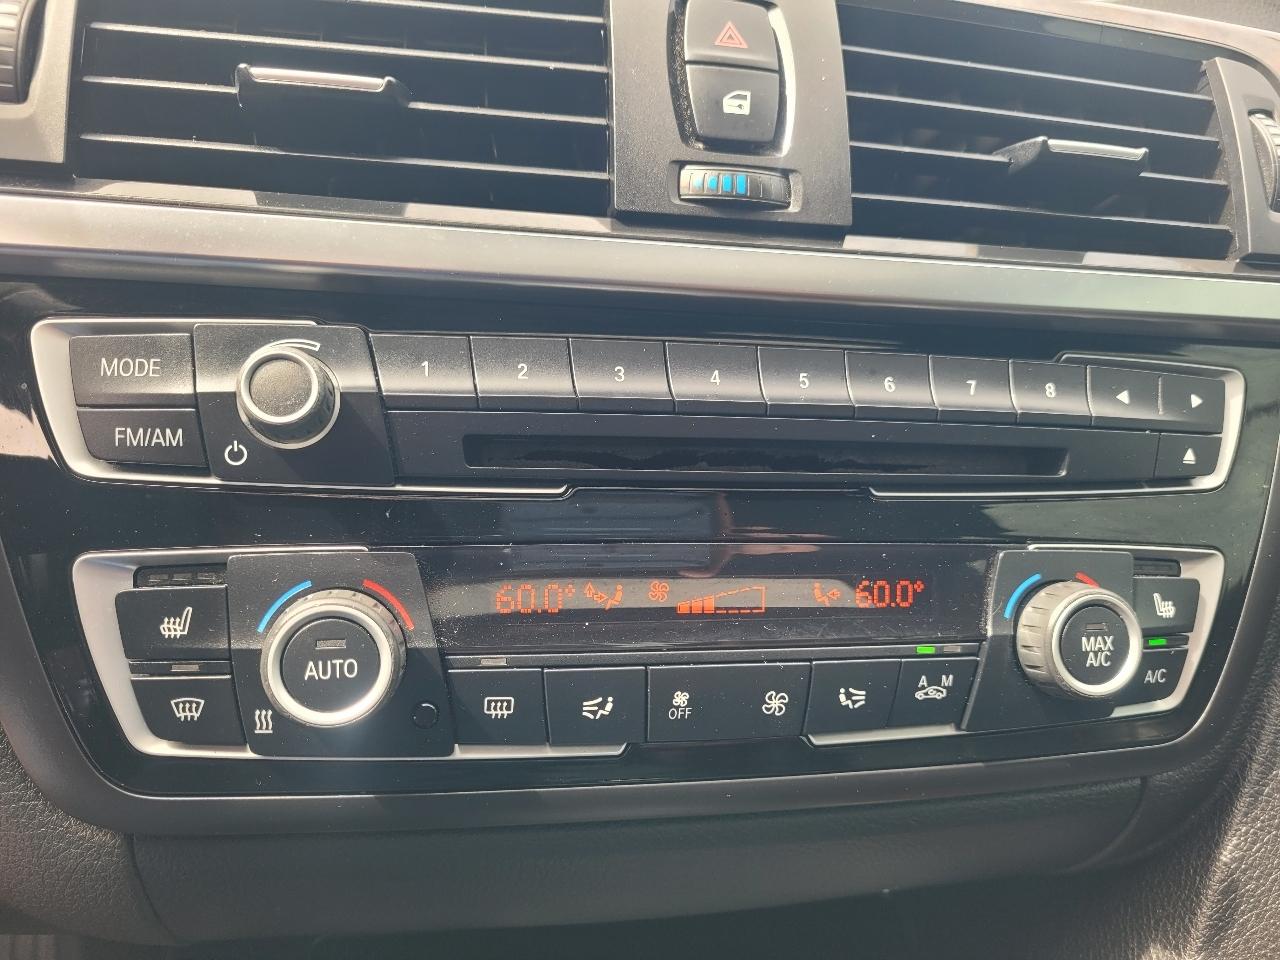 MODE
1 2 3 4 5 6 7 8
FM/AM
60.0° 60.0°
AUTO
MAX
A/C
A/C
OFF
A M